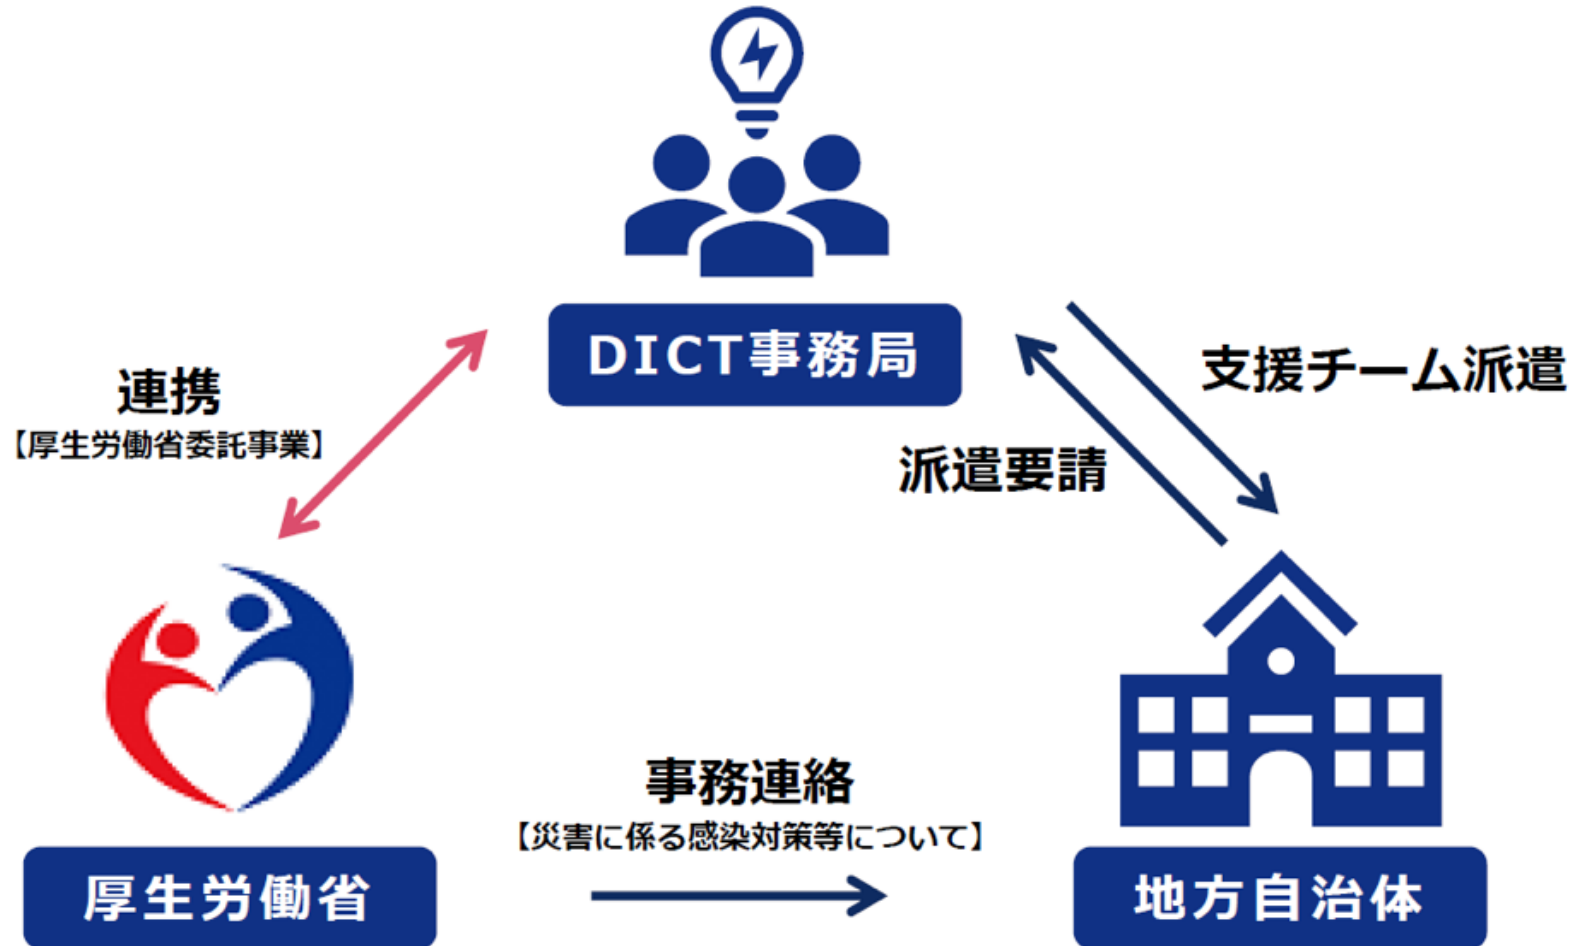 DICT事務局
支援チーム派遣
連携
【厚生労働省委託事業】
派遣要請
事務連絡
【災害に係る感染対策等について】
厚生労働省
地方自治体